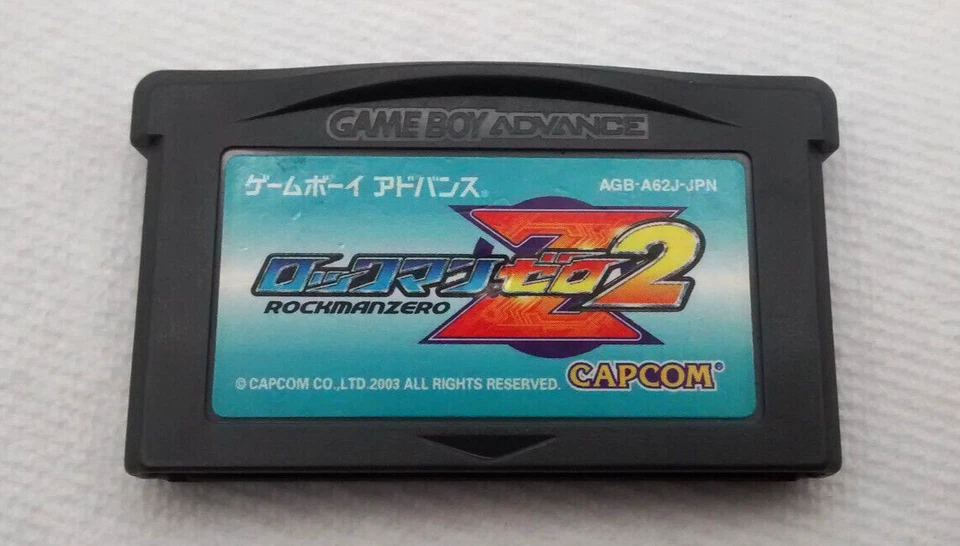 GAME BOY ADVANCE
ゲームボーイ アドバンス® AGB-A62J-JPN
Z
ロックマン ゼロ2
ROCKMANZERO
© CAPCOM CO.,LTD.2003 ALL RIGHTS RESERVED. CAPCOM®